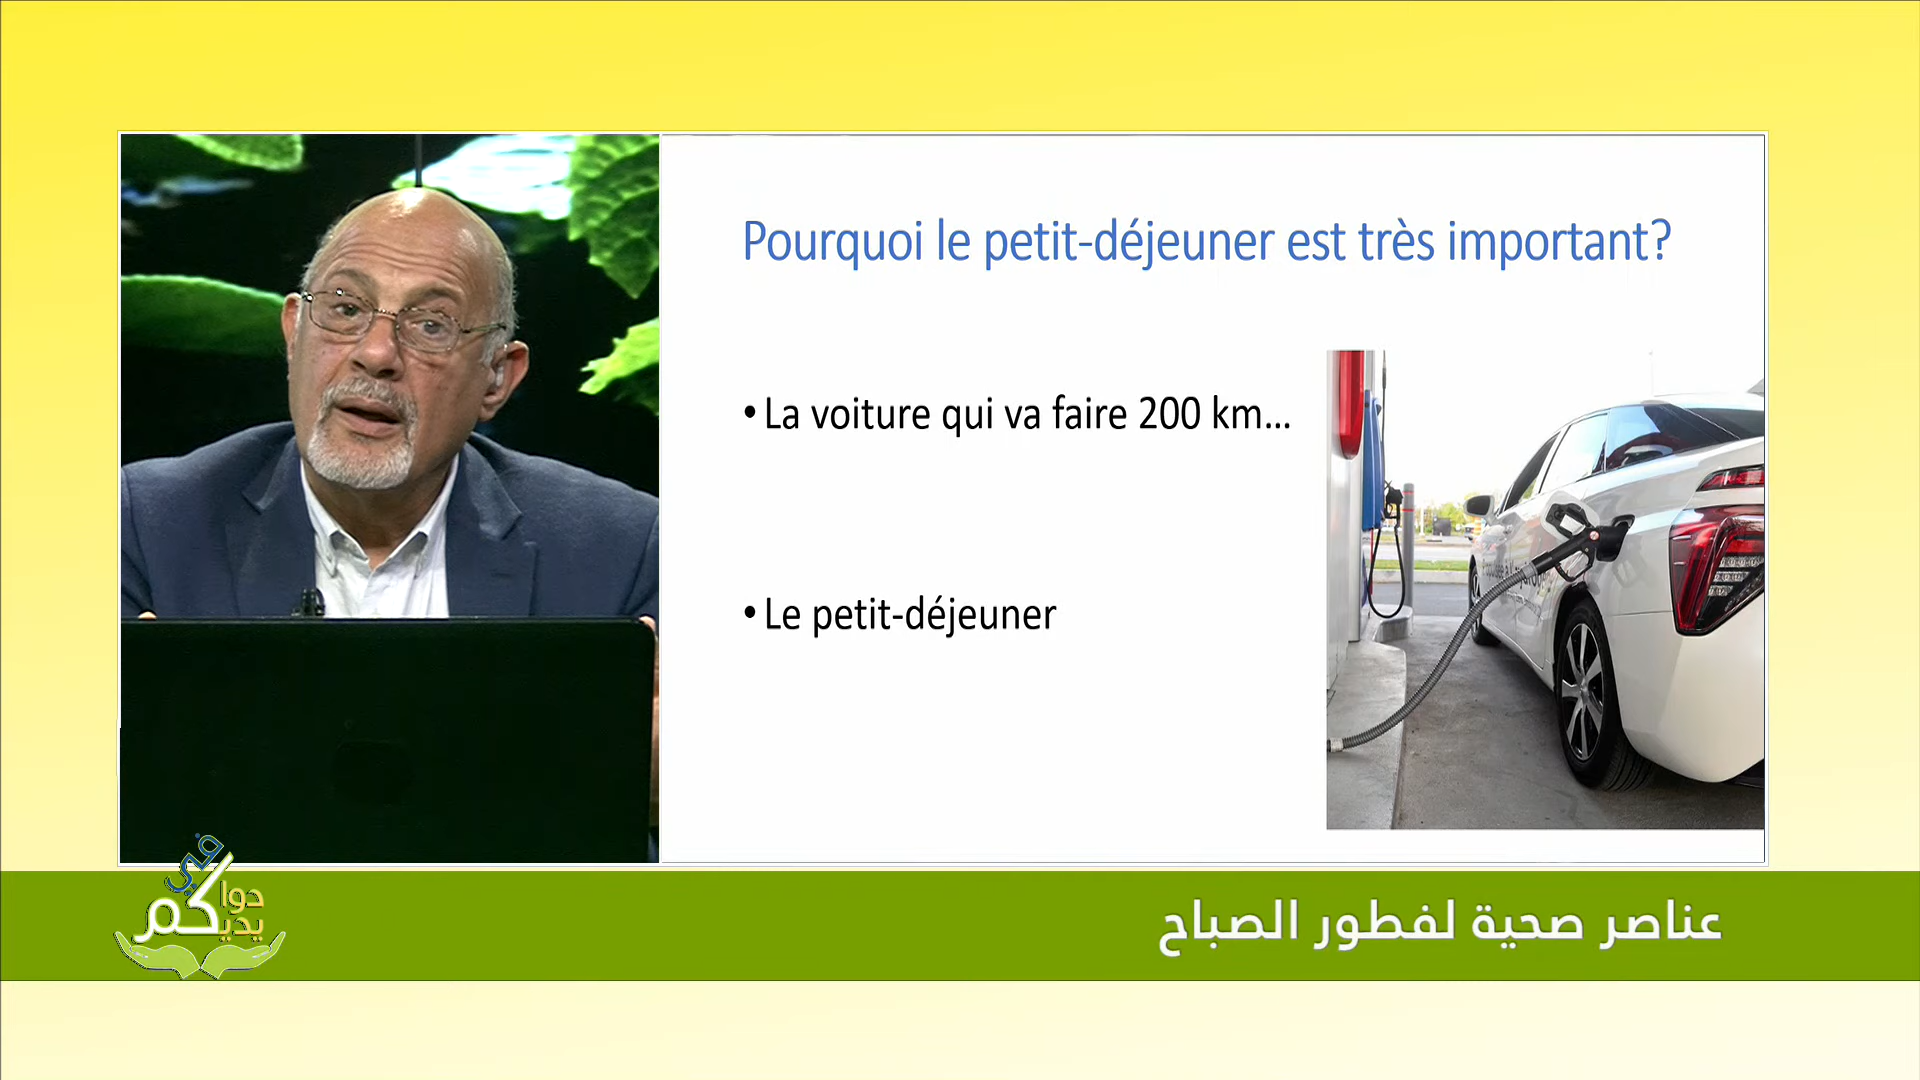 Pourquoi le petit-déjeuner est très important?
• La voiture qui va faire 200 km...
• Le petit-déjeuner
عناصر صحية لفطور الصباح
دواكم في يديكم